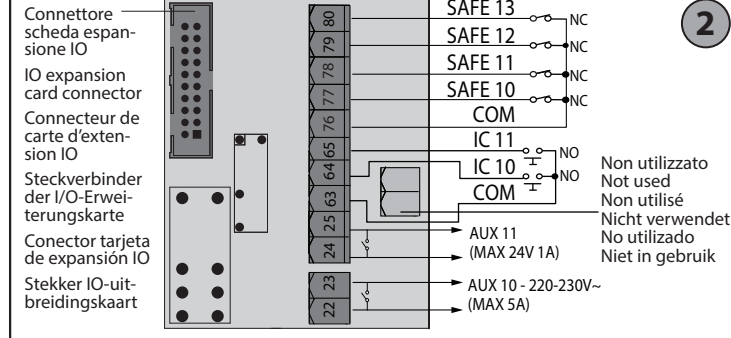 Connettore
scheda espan-
sione IO
IO expansion
card connector
Connecteur de
carte d'exten-
sion IO
Steckverbinder
der I/O-Erwei-
terungskarte
Conector tarjeta
de expansión IO
Stekker IO-uit-
breidingskaart
80
79
78
77
76
65
64
63
25
24
23
22
SAFE 13
NC
SAFE 12
NC
SAFE 11
NC
SAFE 10
NC
COM
IC 11
NO
IC 10
NO
COM
AUX 11
(MAX 24V 1A)
AUX 10 - 220-230V~
(MAX 5A)
2
Non utilizzato
Not used
Non utilisé
Nicht verwendet
No utilizado
Niet in gebruik